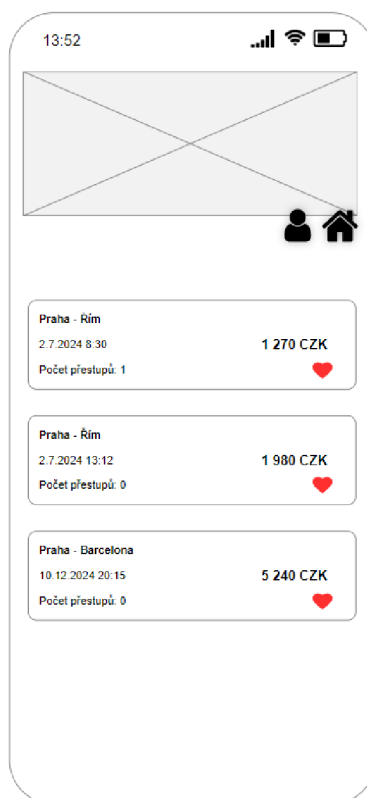 13:52
Praha - Řím
2.7.2024 8:30
1 270 CZK
Počet přestupů: 1
Praha - Řím
2.7.2024 13:12
1 980 CZK
Počet přestupů: 0
Praha - Barcelona
10.12.2024 20:15
5 240 CZK
Počet přestupů: 0